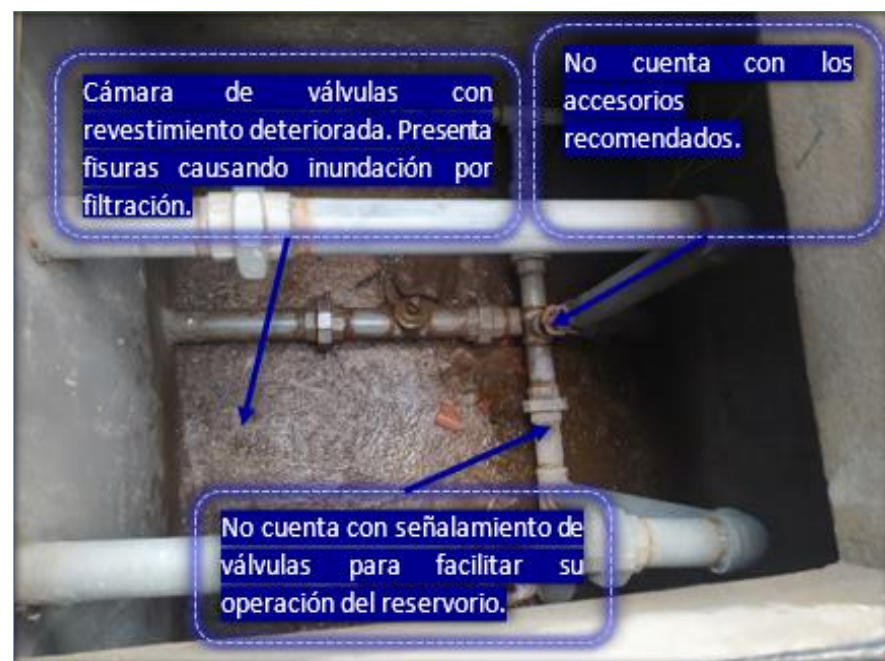 Cámara de válvulas con
revestimiento deteriorada. Presenta
fisuras causando inundación por
filtración.
No cuenta con los
accesorios
recomendados.
No cuenta con señalamiento de
válvulas para facilitar su
operación del reservorio.